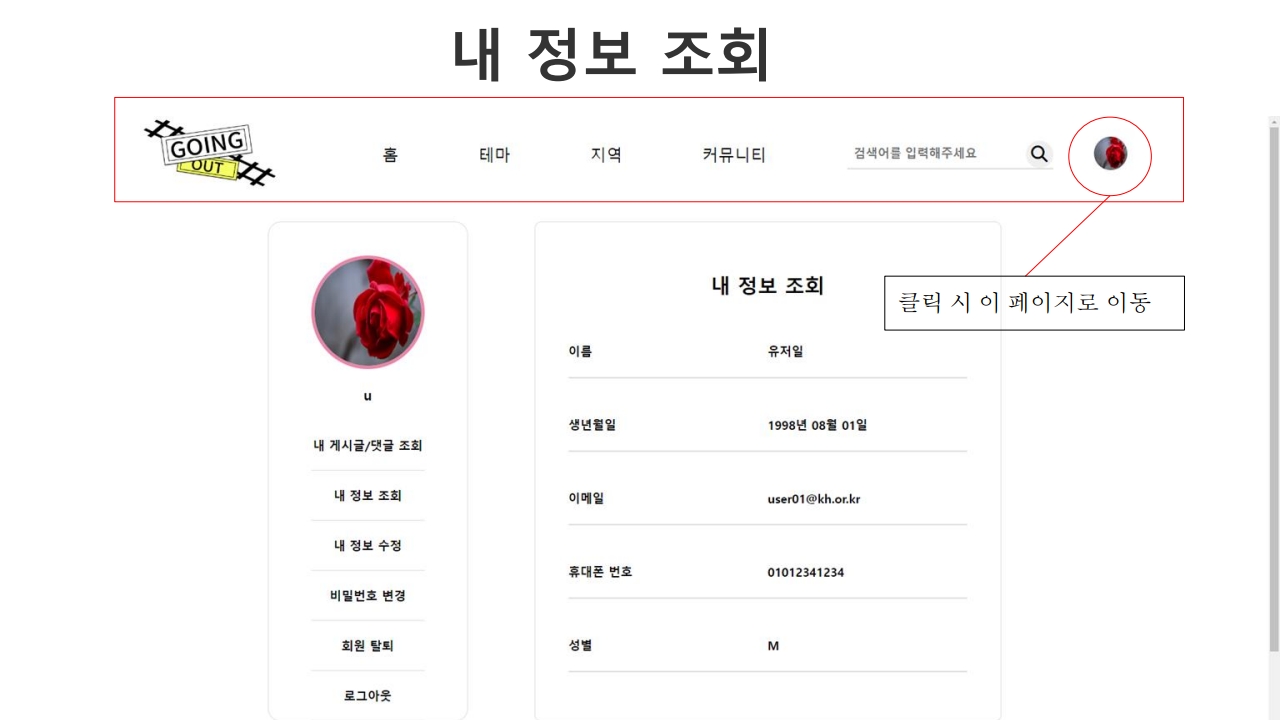 내 정보 조회
GOING
OUT
홈 테마 지역 커뮤니티 검색어를 입력해주세요
클릭 시 이 페이지로 이동
u
내 게시글/댓글 조회
내 정보 조회
내 정보 수정
비밀번호 변경
회원 탈퇴
로그아웃
내 정보 조회
이름 유저일
생년월일 1998년 08월 01일
이메일 user01@kh.or.kr
휴대폰 번호 01012341234
성별 M